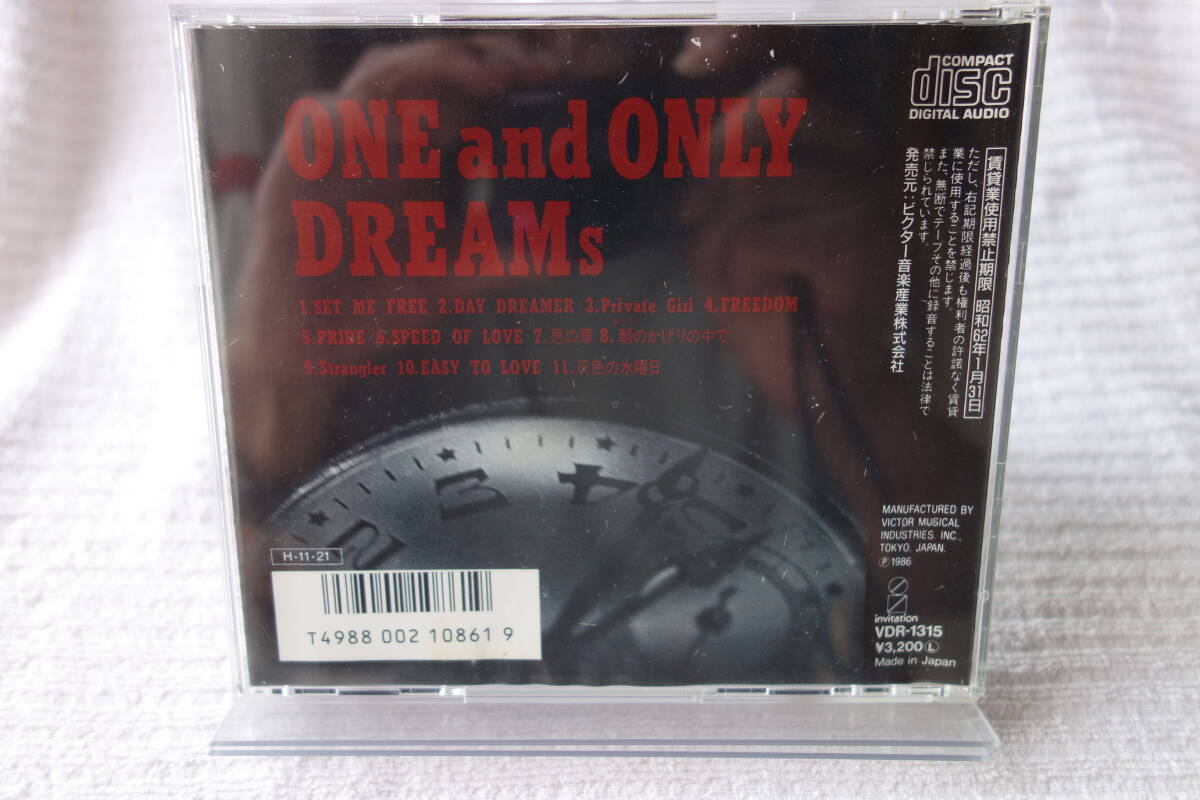 ONE and ONLY
DREAMs
1.SET ME FREE 2.DAY DREAMER 3.Private Girl 4.FREEDOM
5.PRIDE 6.SPEED OF LOVE 7.悪の華 8.朝のかげりの中で
9.Strangler 10.EASY TO LOVE 11.灰色の水曜日
COMPACT
disc
DIGITAL AUDIO
賃貸業使用禁止期限 昭和62年1月31日
ただし、右記期限経過後も権利者の許諾なく賃貸
業に使用することを禁じます。
また、無断でテープその他に録音することは法律で
禁じられています。
発売元:ビクター音楽産業株式会社
3
4
H-11-21
T4988 002 10861 9
MANUFACTURED BY
VICTOR MUSICAL
INDUSTRIES. INC.,
TOKYO. JAPAN.
Ⓟ1986
invitation
VDR-1315
¥3,200Ⓛ
Made in Japan